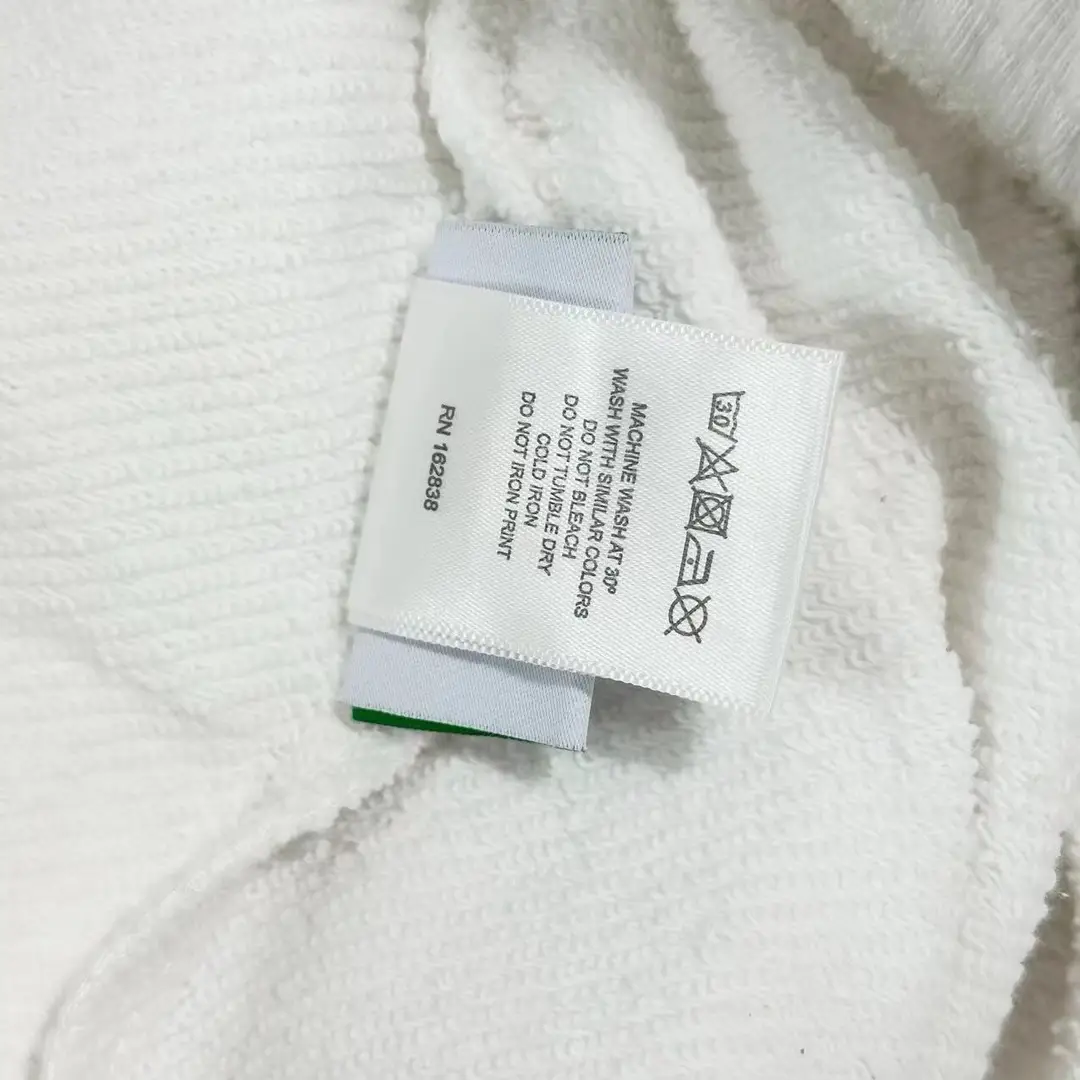 30
MACHINE WASH AT 30º
WASH WITH SIMILAR COLORS
DO NOT BLEACH
DO NOT TUMBLE DRY
COLD IRON
DO NOT IRON PRINT
RN 162838